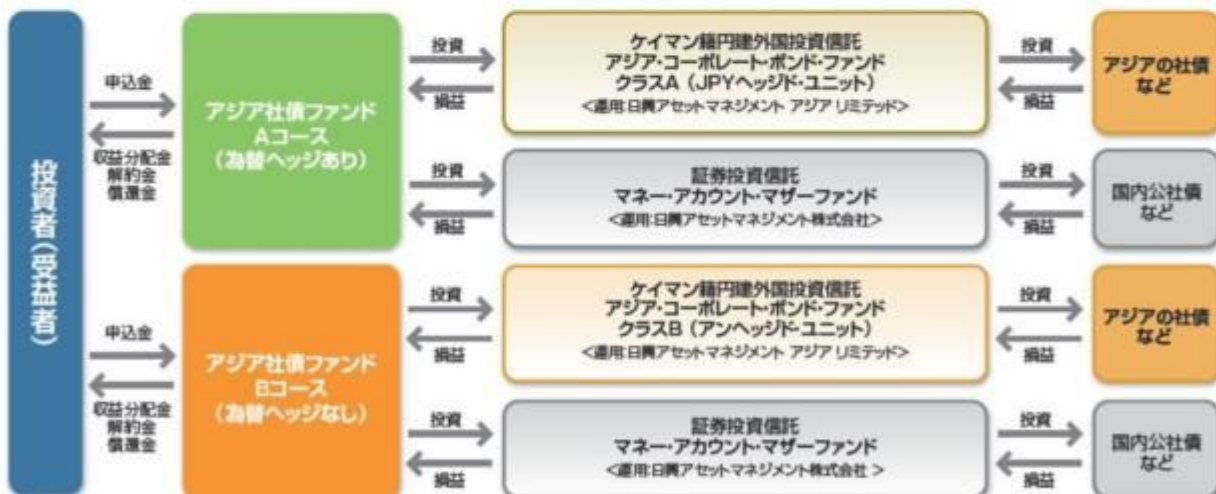 投資者(受益者)
申込金
収益分配金
解約金
償還金
アジア社債ファンド
Aコース
(為替ヘッジあり)
投資
損益
ケイマン籍円建外国投資信託
アジア・コーポレート・ボンド・ファンド
クラスA(JPYヘッジド・ユニット)
<運用:日興アセットマネジメント アジア リミテッド>
投資
損益
アジアの社債
など
投資
損益
証券投資信託
マネー・アカウント・マザーファンド
<運用:日興アセットマネジメント株式会社>
投資
損益
国内公社債
など
申込金
収益分配金
解約金
償還金
アジア社債ファンド
Bコース
(為替ヘッジなし)
投資
損益
ケイマン籍円建外国投資信託
アジア・コーポレート・ボンド・ファンド
クラスB(アンヘッジド・ユニット)
<運用:日興アセットマネジメント アジア リミテッド>
投資
損益
アジアの社債
など
投資
損益
証券投資信託
マネー・アカウント・マザーファンド
<運用:日興アセットマネジメント株式会社 >
投資
損益
国内公社債
など